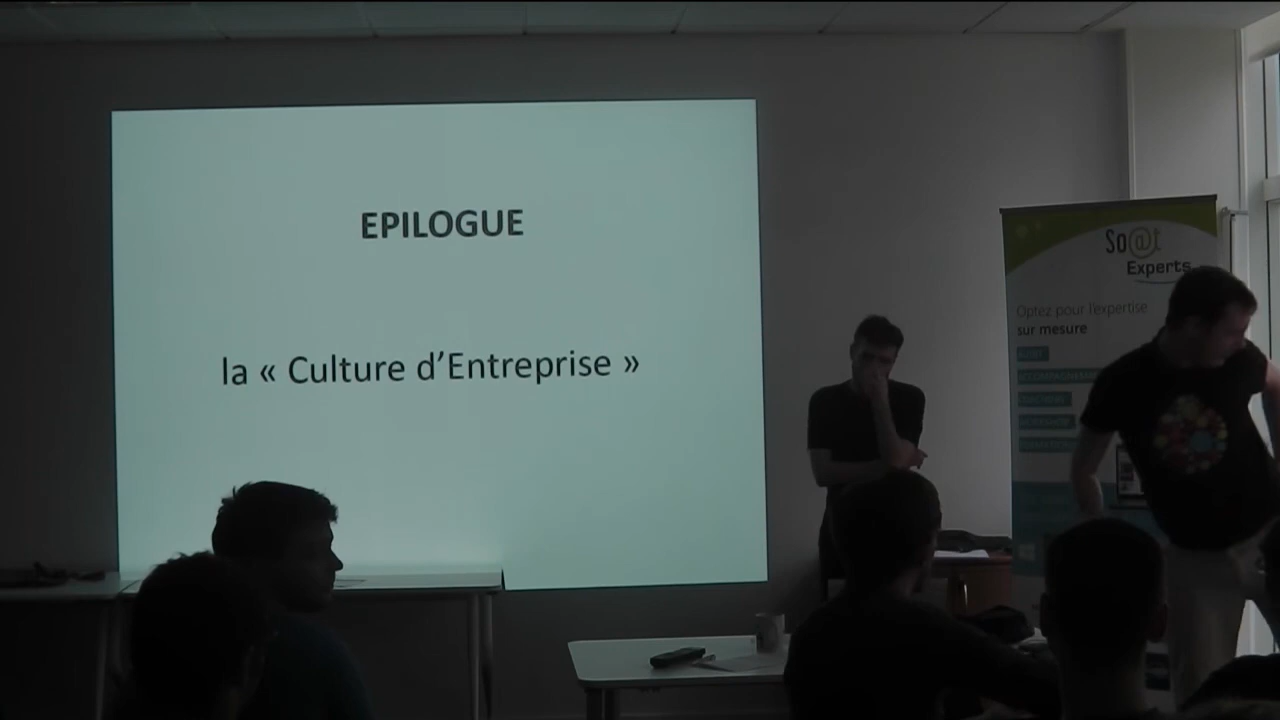 EPILOGUE
la « Culture d’Entreprise »
So@t
Experts
Optez pour l'expertise
sur mesure